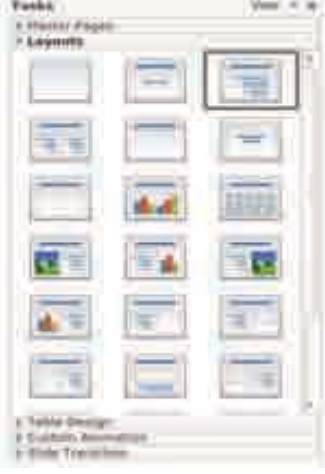 Tasks View
Master Pages
Layouts
Table Design
Custom Animation
Slide Transition